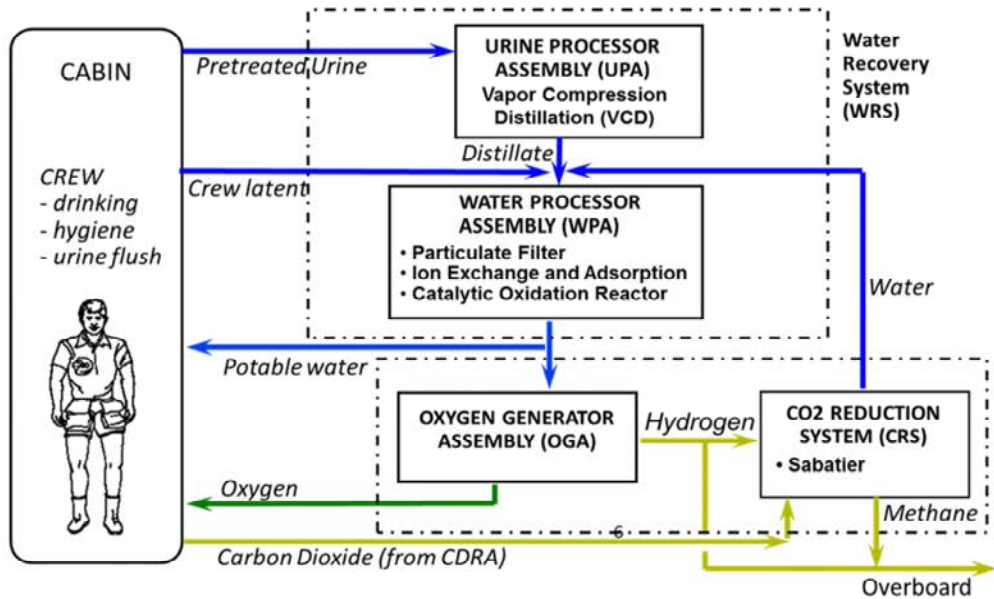 CABIN
CREW
- drinking
- hygiene
- urine flush
Pretreated Urine
URINE PROCESSOR
ASSEMBLY (UPA)
Vapor Compression
Distillation (VCD)
Water
Recovery
System
(WRS)
Distillate
Crew latent
WATER PROCESSOR
ASSEMBLY (WPA)
• Particulate Filter
• Ion Exchange and Adsorption
• Catalytic Oxidation Reactor
Water
Potable water
OXYGEN GENERATOR
ASSEMBLY (OGA)
Hydrogen
CO2 REDUCTION
SYSTEM (CRS)
• Sabatier
Oxygen
Methane
6
Carbon Dioxide (from CDRA)
Overboard